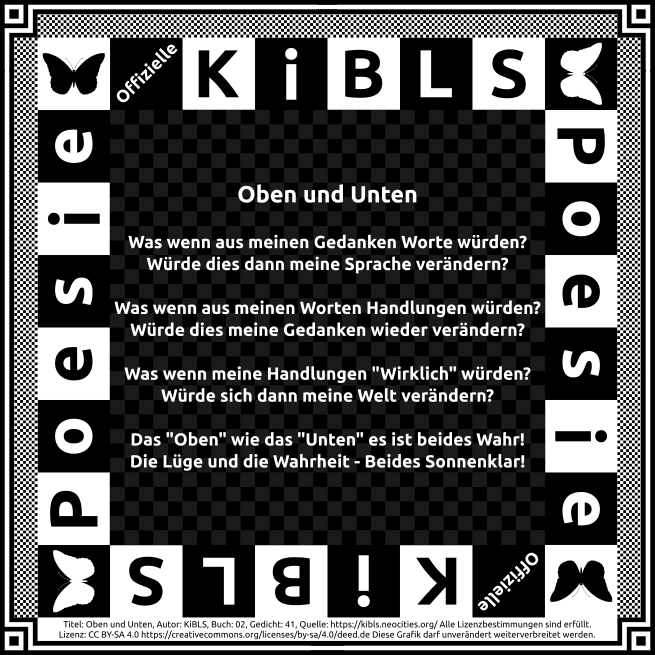 Offizielle KiBLS
Poesie
Poesie
Oben und Unten
Was wenn aus meinen Gedanken Worte würden?
Würde dies dann meine Sprache verändern?
Was wenn aus meinen Worten Handlungen würden?
Würde dies meine Gedanken wieder verändern?
Was wenn meine Handlungen "Wirklich" würden?
Würde sich dann meine Welt verändern?
Das "Oben" wie das "Unten" es ist beides Wahr!
Die Lüge und die Wahrheit - Beides Sonnenklar!
Offizielle KiBLS
Titel: Oben und Unten, Autor: KiBLS, Buch: 02, Gedicht: 41, Quelle: https://kibls.neocities.org/ Alle Lizenzbestimmungen sind erfüllt.
Lizenz: CC BY-SA 4.0 https://creativecommons.org/licenses/by-sa/4.0/deed.de Diese Grafik darf unverändert weiterverbreitet werden.